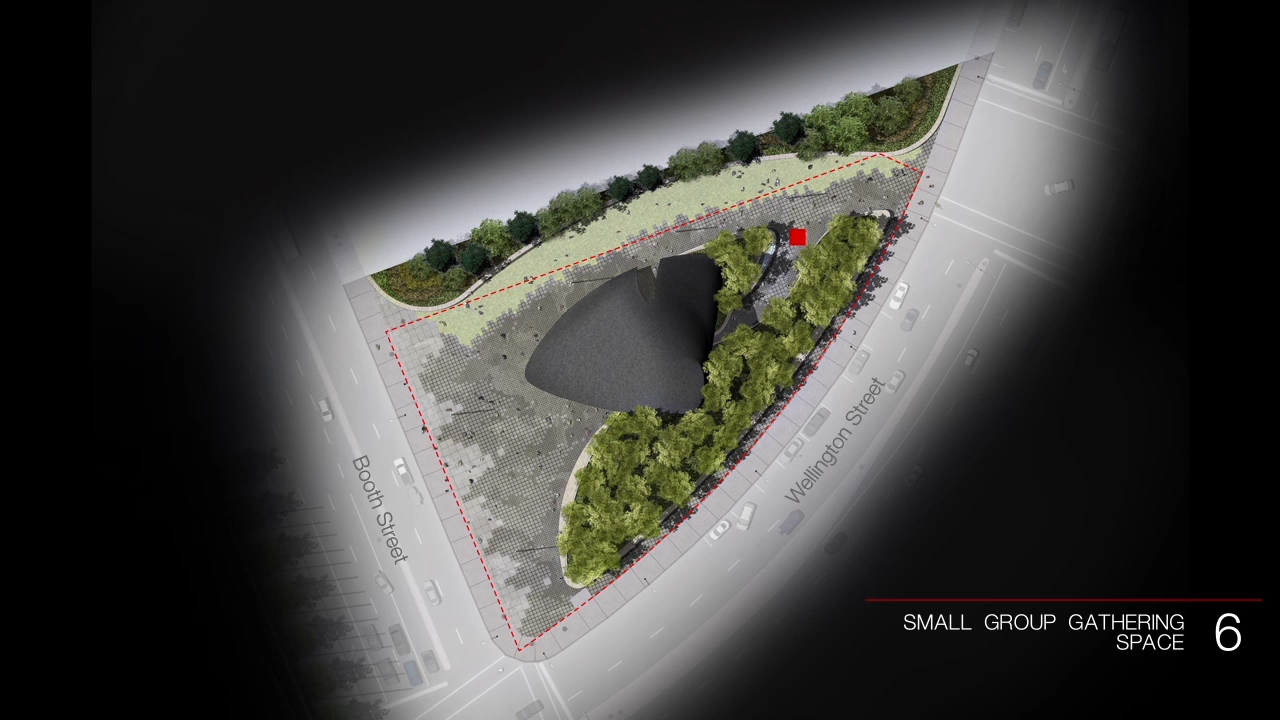 Booth Street
Wellington Street
SMALL GROUP GATHERING
SPACE
6